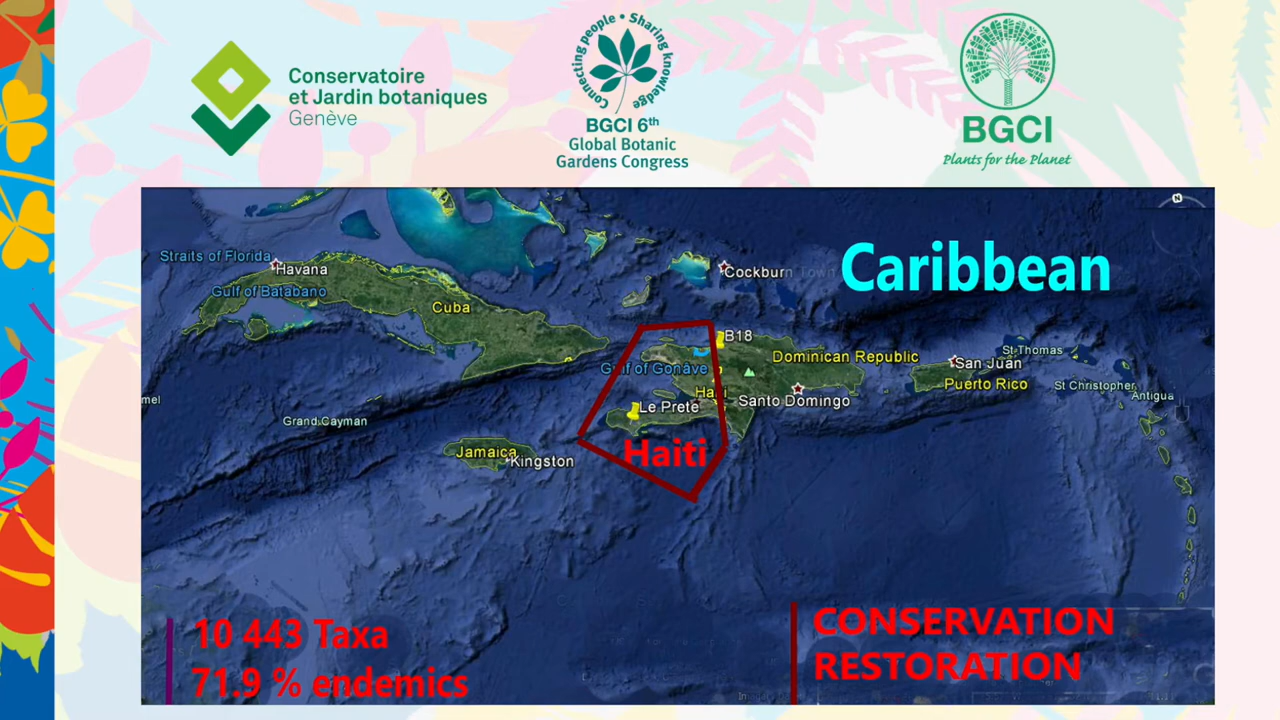 Conservatoire
et Jardin botaniques
Genève
Connecting people • Sharing knowledge
BGCI 6th
Global Botanic
Gardens Congress
BGCI
Plants for the Planet
N
Caribbean
Straits of Florida
Havana
Gulf of Batabano
Cuba
Cockburn Town
B18
Dominican Republic
Gulf of Gonâve
Haiti
Le Prete
Santo Domingo
San Juan
Puerto Rico
St Thomas
St Christopher
Antigua
mel
Grand Cayman
Jamaica
Kingston
Haiti
10 443 Taxa
71.9 % endemics
CONSERVATION
RESTORATION